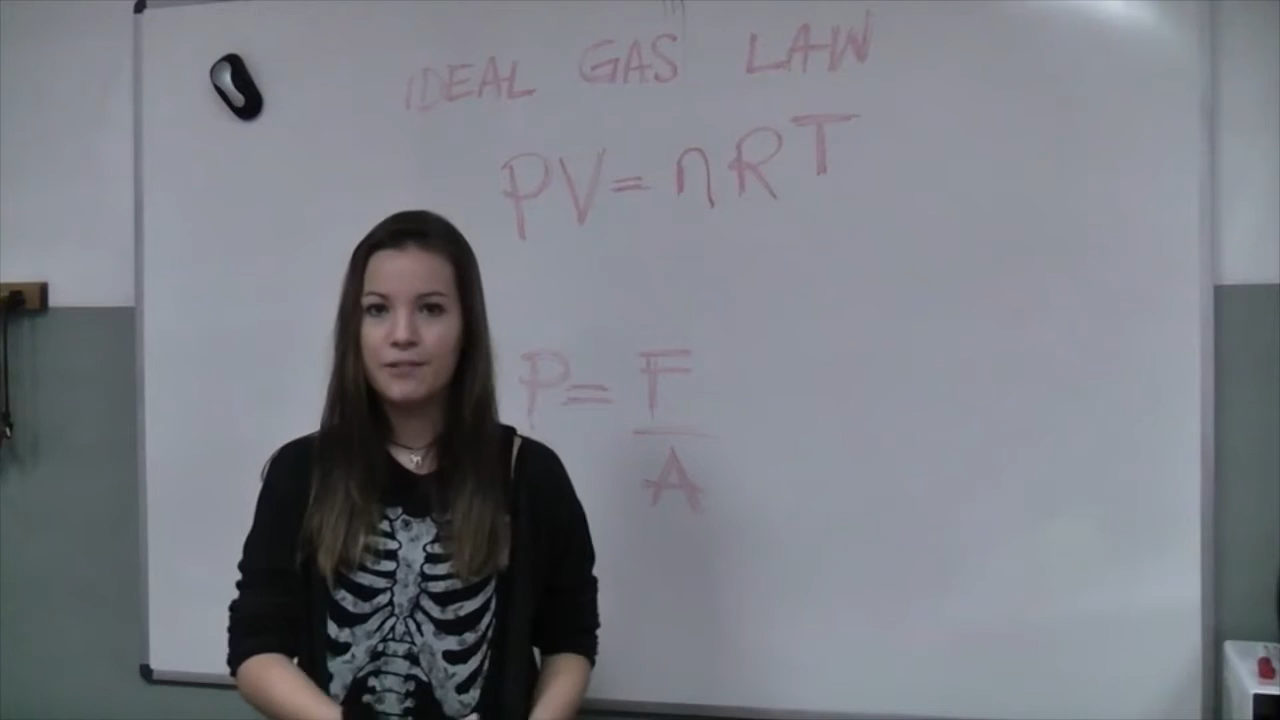 IDEAL GAS LAW
PV = nRT
P = F
A